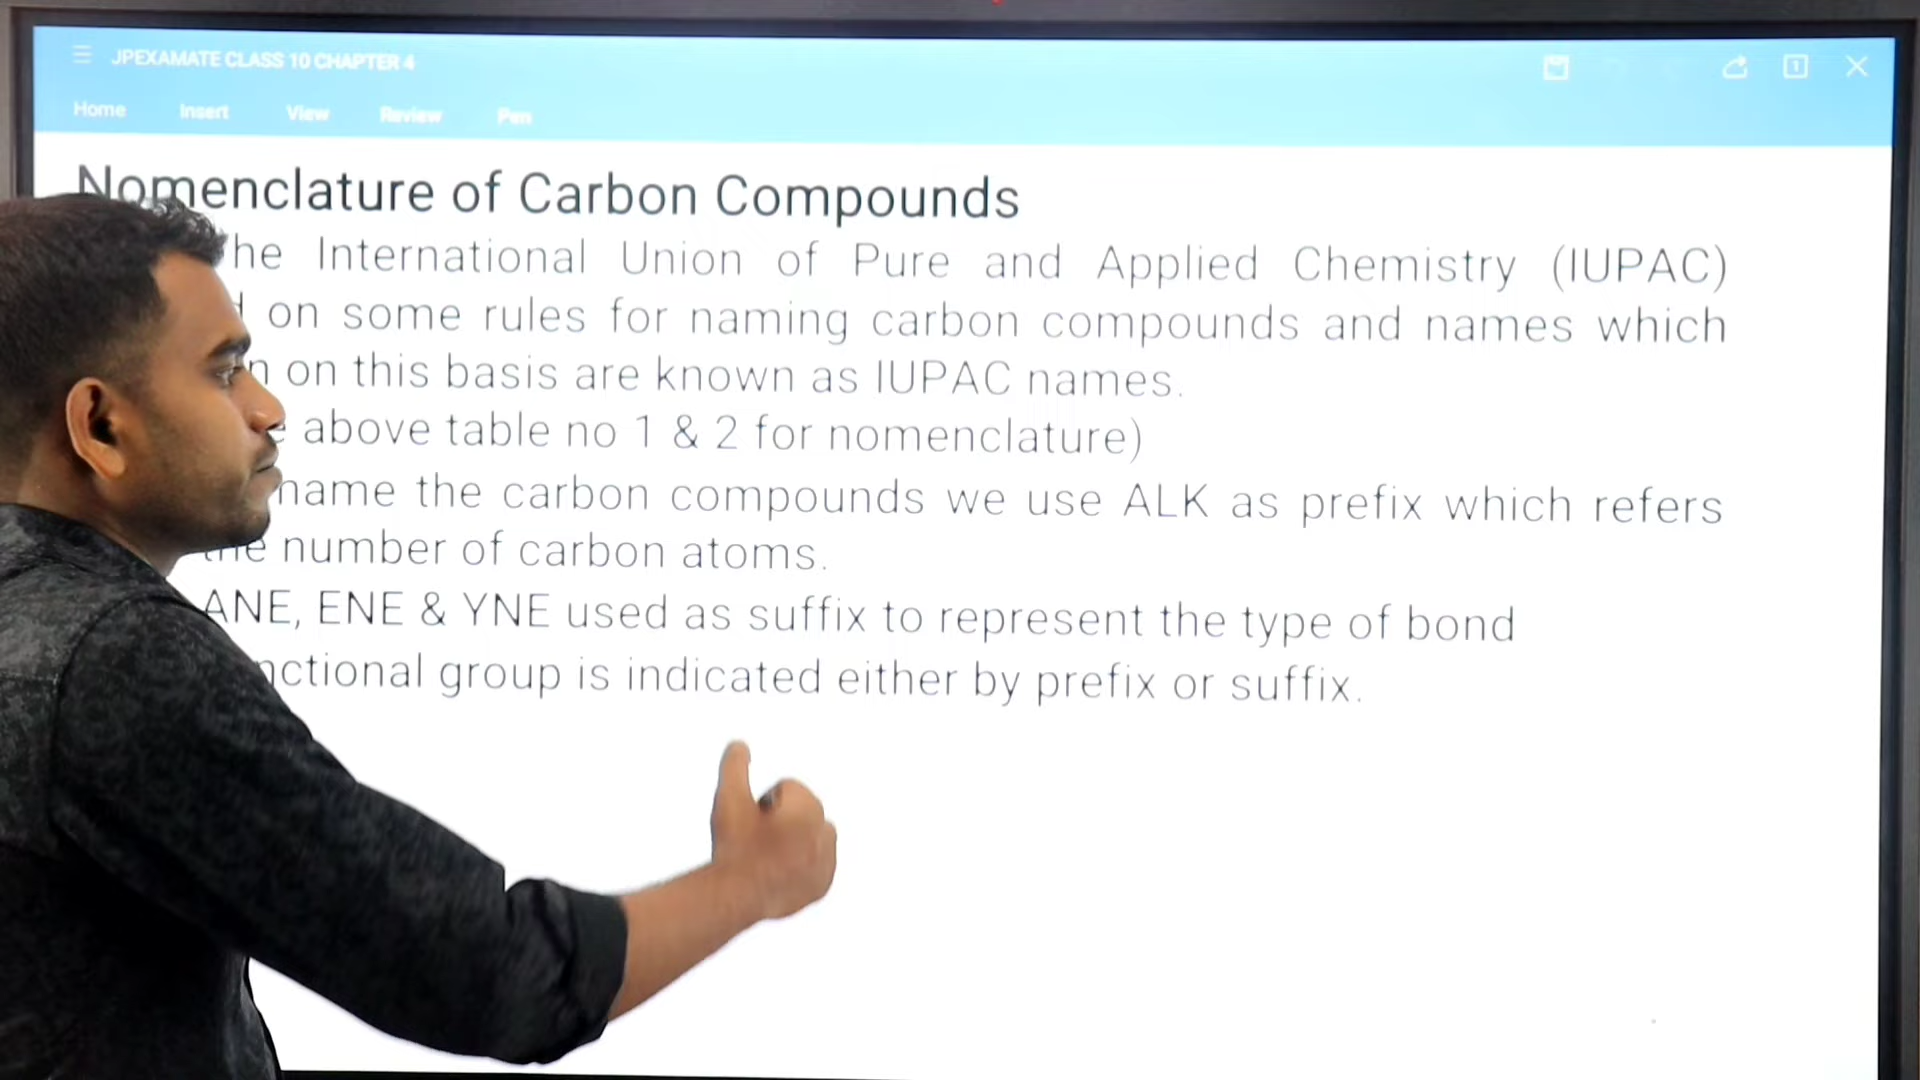 JPEXAMATE CLASS 10 CHAPTER 4
1
Home Insert View Review Pen
Nomenclature of Carbon Compounds
International Union of Pure and Applied Chemistry (IUPAC)
on some rules for naming carbon compounds and names which
on this basis are known as IUPAC names.
above table no 1 & 2 for nomenclature)
name the carbon compounds we use ALK as prefix which refers
number of carbon atoms.
ANE, ENE & YNE used as suffix to represent the type of bond
group is indicated either by prefix or suffix.